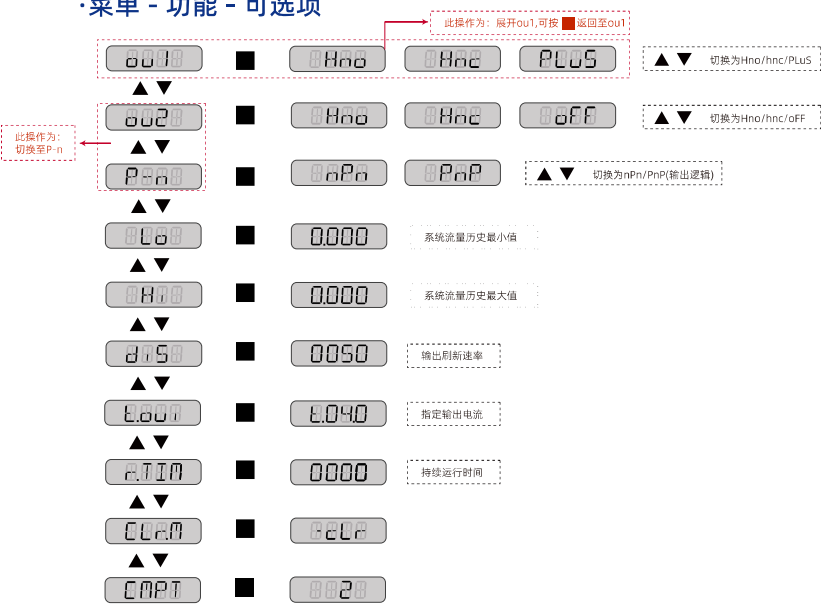 ·菜单 - 功能 - 可选项
此操作为：展开ou1,可按 返回至ou1
ou1 Hno Hnc PLUS 切换为Hno/hnc/PLuS
ou2 Hno Hnc oFF 切换为Hno/hnc/oFF
此操作为：
切换至P-n
P-n nPn PnP 切换为nPn/PnP(输出逻辑)
Lo 0.000 系统流量历史最小值
Hi 0.000 系统流量历史最大值
diS 0050 输出刷新速率
t.oui t.04.0 指定输出电流
r.TIM 0000 持续运行时间
CLr.M -cLr
CMPT 2